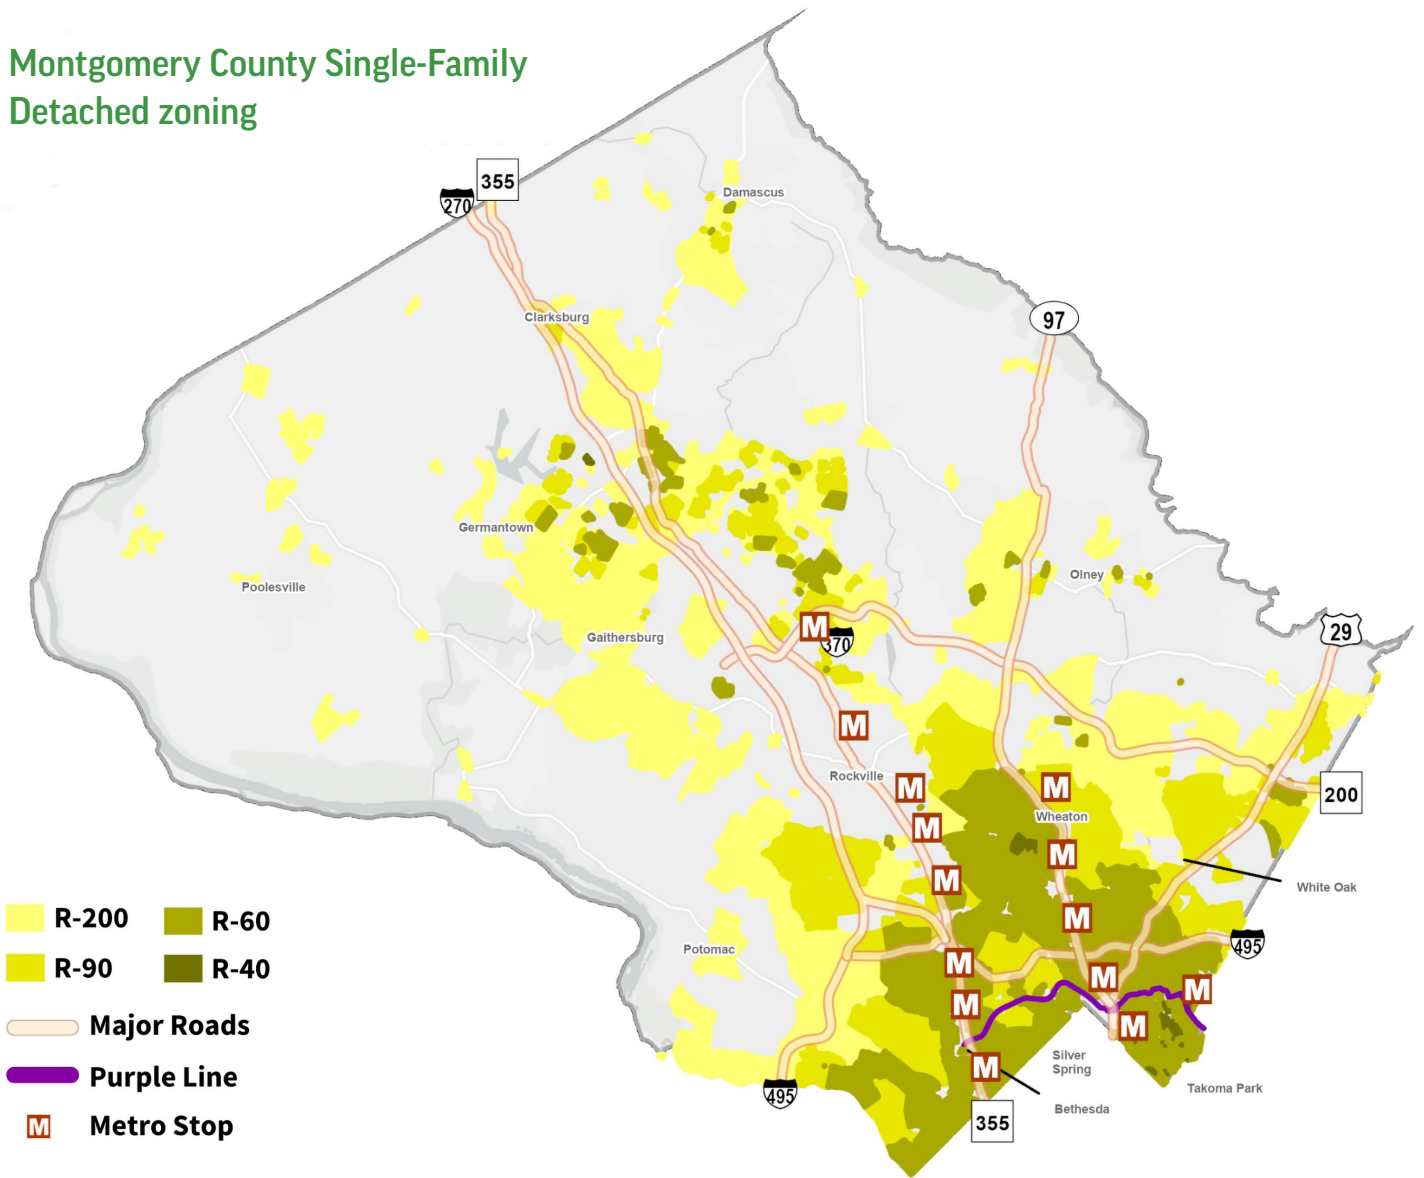 Montgomery County Single-Family
Detached zoning
355
270
Damascus
Clarksburg
97
Germantown
Olney
Poolesville
29
Gaithersburg
M
370
M
Rockville
M
M
200
Wheaton
M
M
White Oak
M
M
R-200
R-60
495
Potomac
R-90
R-40
M
M
M
M
Major Roads
M
Silver
Spring
M
Purple Line
Takoma Park
495
Bethesda
355
M
Metro Stop